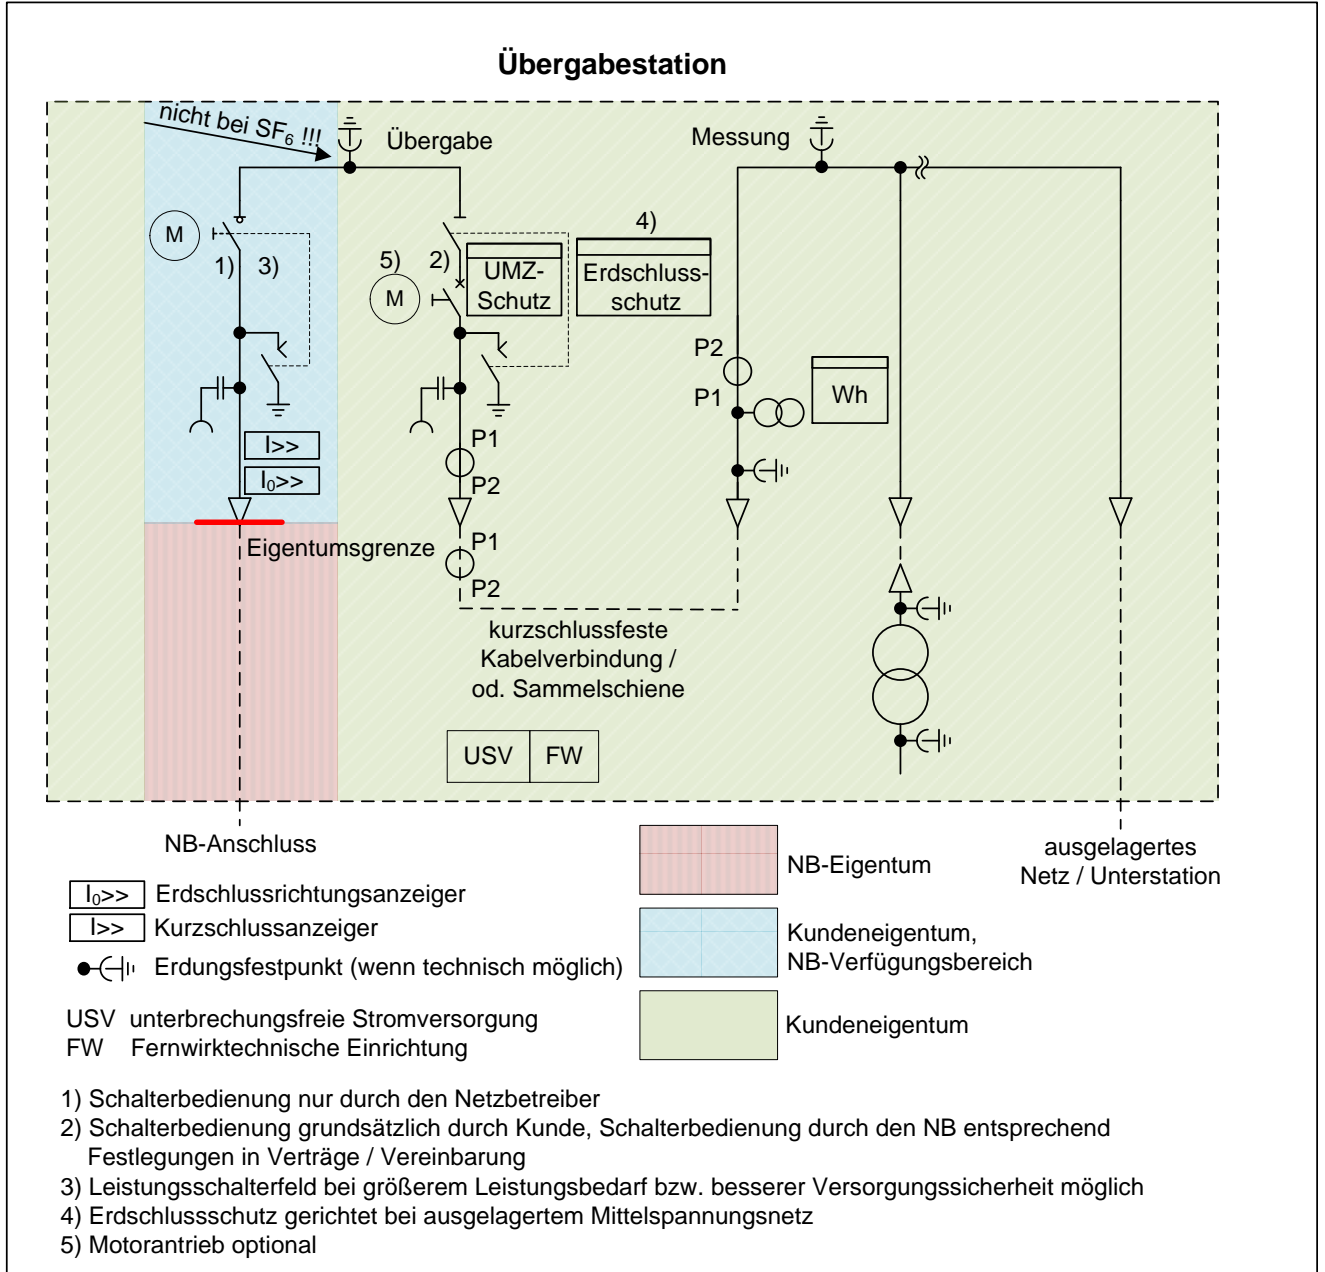 Übergabestation
nicht bei SF6 !!!
Übergabe
Messung
M
1)
3)
5)
2)
M
UMZ-
Schutz
4)
Erdschluss-
schutz
P2
P1
Wh
I>>
I0>>
P1
P2
Eigentumsgrenze
P1
P2
kurzschlussfeste
Kabelverbindung /
od. Sammelschiene
USV
FW
NB-Anschluss
ausgelagertes
Netz / Unterstation
I0>> Erdschlussrichtungsanzeiger
I>> Kurzschlussanzeiger
Erdungsfestpunkt (wenn technisch möglich)
USV unterbrechungsfreie Stromversorgung
FW Fernwirktechnische Einrichtung
NB-Eigentum
Kundeneigentum,
NB-Verfügungsbereich
Kundeneigentum
1) Schalterbedienung nur durch den Netzbetreiber
2) Schalterbedienung grundsätzlich durch Kunde, Schalterbedienung durch den NB entsprechend
Festlegungen in Verträge / Vereinbarung
3) Leistungsschalterfeld bei größerem Leistungsbedarf bzw. besserer Versorgungssicherheit möglich
4) Erdschlussschutz gerichtet bei ausgelagertem Mittelspannungsnetz
5) Motorantrieb optional